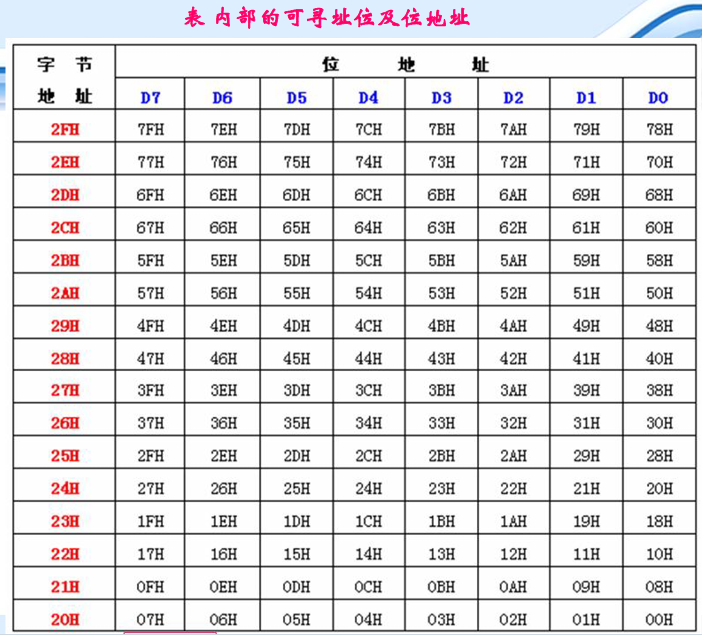 表 内部的可寻址位及位地址
字 节 位 地 址
地 址 D7 D6 D5 D4 D3 D2 D1 D0
2FH 7FH 7EH 7DH 7CH 7BH 7AH 79H 78H
2EH 77H 76H 75H 74H 73H 72H 71H 70H
2DH 6FH 6EH 6DH 6CH 6BH 6AH 69H 68H
2CH 67H 66H 65H 64H 63H 62H 61H 60H
2BH 5FH 5EH 5DH 5CH 5BH 5AH 59H 58H
2AH 57H 56H 55H 54H 53H 52H 51H 50H
29H 4FH 4EH 4DH 4CH 4BH 4AH 49H 48H
28H 47H 46H 45H 44H 43H 42H 41H 40H
27H 3FH 3EH 3DH 3CH 3BH 3AH 39H 38H
26H 37H 36H 35H 34H 33H 32H 31H 30H
25H 2FH 2EH 2DH 2CH 2BH 2AH 29H 28H
24H 27H 26H 25H 24H 23H 22H 21H 20H
23H 1FH 1EH 1DH 1CH 1BH 1AH 19H 18H
22H 17H 16H 15H 14H 13H 12H 11H 10H
21H 0FH 0EH 0DH 0CH 0BH 0AH 09H 08H
20H 07H 06H 05H 04H 03H 02H 01H 00H